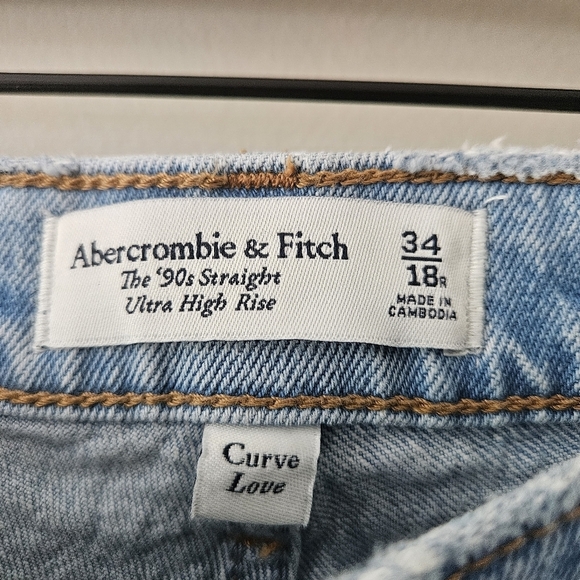 Abercrombie & Fitch
The '90s Straight
Ultra High Rise
34
18R
MADE IN
CAMBODIA
Curve
Love